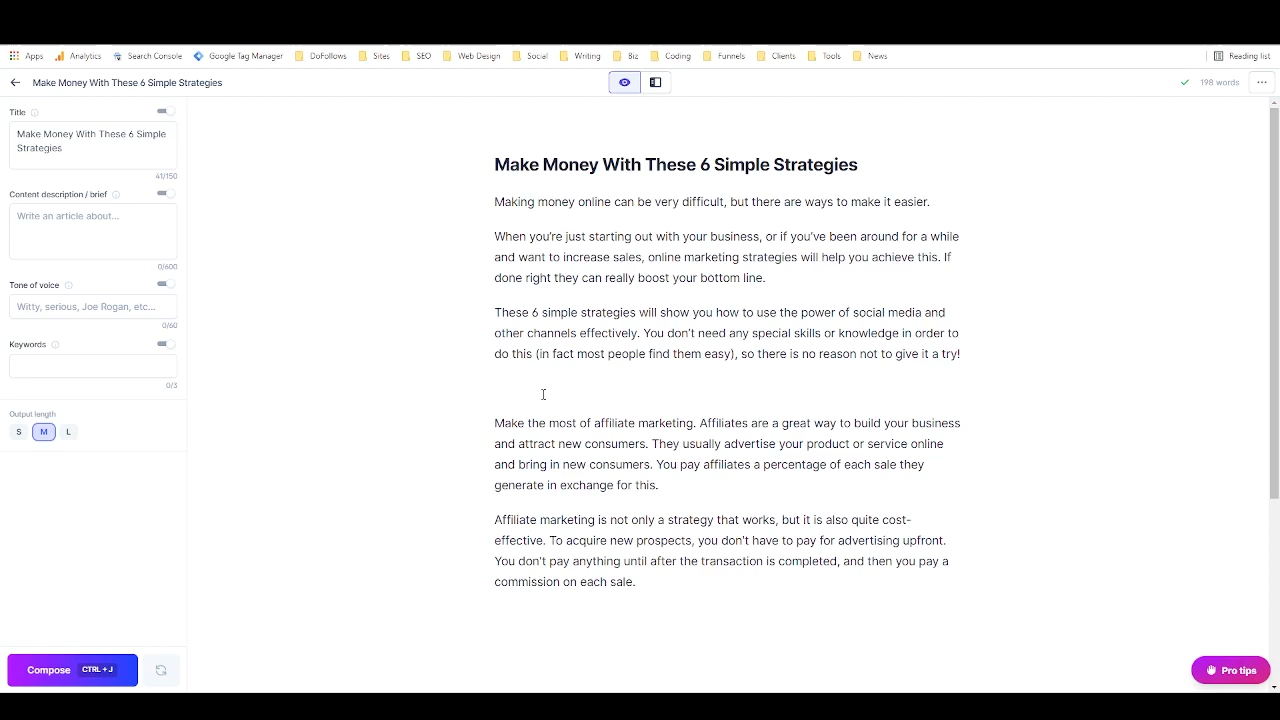 Apps Analytics Search Console Google Tag Manager DoFollows Sites SEO Web Design Social Writing Biz Coding Funnels Clients Tools News Reading list
Make Money With These 6 Simple Strategies
198 words
Title
Make Money With These 6 Simple
Strategies
41/150
Content description / brief
Write an article about...
0/600
Tone of voice
Witty, serious, Joe Rogan, etc...
0/60
Keywords
0/3
Output length
S M L
Compose CTRL + J
Make Money With These 6 Simple Strategies
Making money online can be very difficult, but there are ways to make it easier.
When you're just starting out with your business, or if you've been around for a while
and want to increase sales, online marketing strategies will help you achieve this. If
done right they can really boost your bottom line.
These 6 simple strategies will show you how to use the power of social media and
other channels effectively. You don't need any special skills or knowledge in order to
do this (in fact most people find them easy), so there is no reason not to give it a try!
Make the most of affiliate marketing. Affiliates are a great way to build your business
and attract new consumers. They usually advertise your product or service online
and bring in new consumers. You pay affiliates a percentage of each sale they
generate in exchange for this.
Affiliate marketing is not only a strategy that works, but it is also quite cost-
effective. To acquire new prospects, you don't have to pay for advertising upfront.
You don't pay anything until after the transaction is completed, and then you pay a
commission on each sale.
Pro tips